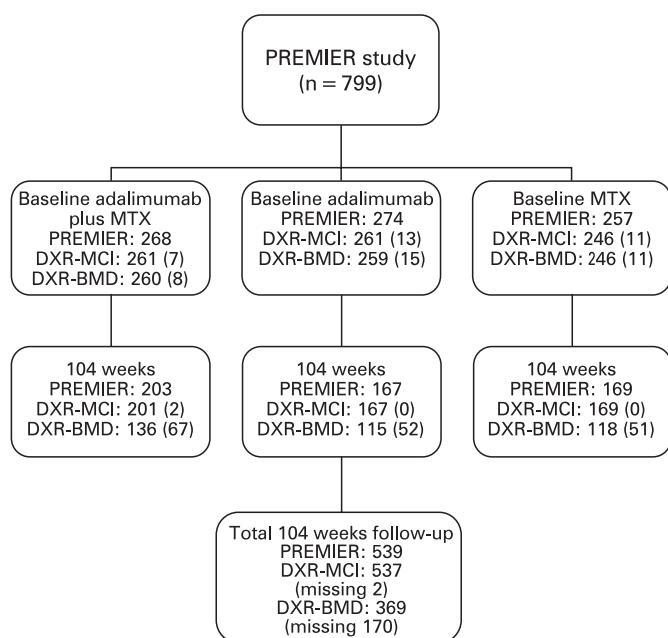 PREMIER study
(n = 799)
Baseline adalimumab
plus MTX
PREMIER: 268
DXR-MCI: 261 (7)
DXR-BMD: 260 (8)
Baseline adalimumab
PREMIER: 274
DXR-MCI: 261 (13)
DXR-BMD: 259 (15)
Baseline MTX
PREMIER: 257
DXR-MCI: 246 (11)
DXR-BMD: 246 (11)
104 weeks
PREMIER: 203
DXR-MCI: 201 (2)
DXR-BMD: 136 (67)
104 weeks
PREMIER: 167
DXR-MCI: 167 (0)
DXR-BMD: 115 (52)
104 weeks
PREMIER: 169
DXR-MCI: 169 (0)
DXR-BMD: 118 (51)
Total 104 weeks follow-up
PREMIER: 539
DXR-MCI: 537
(missing 2)
DXR-BMD: 369
(missing 170)